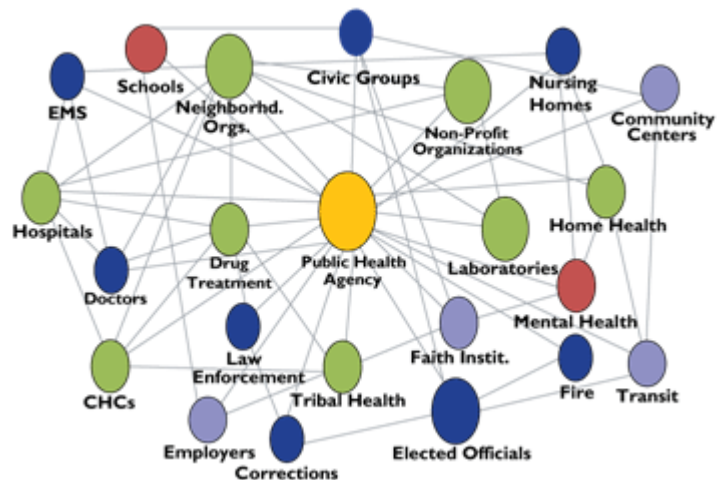 Schools
Civic Groups
EMS
Neighborhd.
Orgs.
Nursing
Homes
Community
Centers
Non-Profit
Organizations
Hospitals
Home Health
Drug
Treatment
Public Health
Agency
Laboratories
Doctors
Mental Health
Law
Enforcement
Faith Instit.
Fire
Transit
CHCs
Tribal Health
Employers
Elected Officials
Corrections